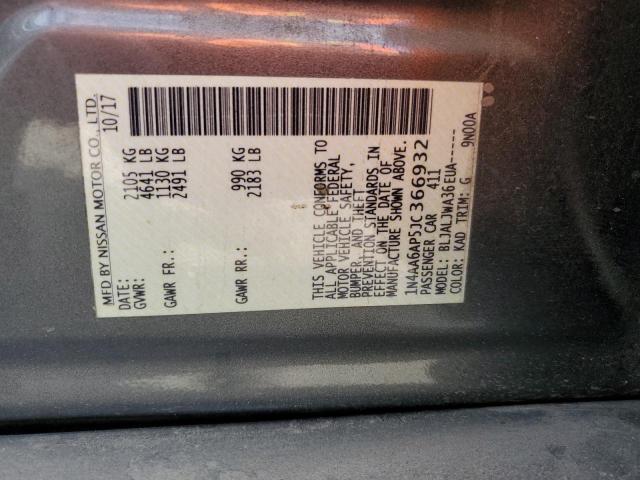 MFD BY NISSAN MOTOR CO., LTD.
DATE: 10/17
GVWR: 2105 KG
4641 LB
GAWR FR.: 1130 KG
2491 LB
GAWR RR.: 990 KG
2183 LB
THIS VEHICLE CONFORMS TO
ALL APPLICABLE FEDERAL
MOTOR VEHICLE SAFETY,
BUMPER, AND THEFT
PREVENTION STANDARDS IN
EFFECT ON THE DATE OF
MANUFACTURE SHOWN ABOVE.
1N4AA6AP5JC366932
PASSENGER CAR 411
MODEL: BLJALJWA36EUA-----
COLOR: KAD TRIM: G 9N00A